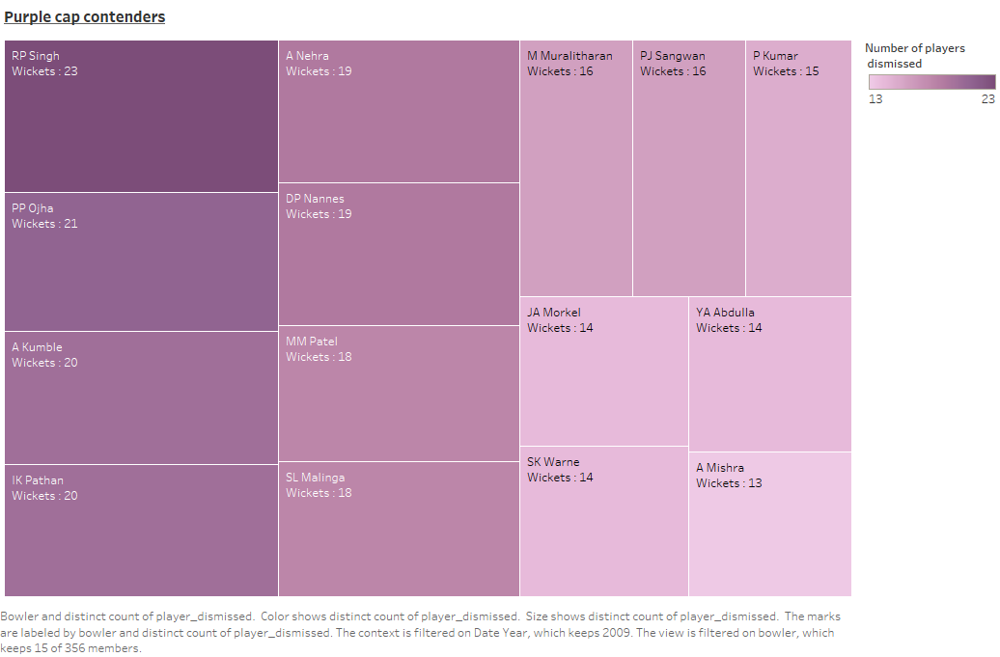 Purple cap contenders
RP Singh
Wickets : 23
PP Ojha
Wickets : 21
A Kumble
Wickets : 20
IK Pathan
Wickets : 20
A Nehra
Wickets : 19
DP Nannes
Wickets : 19
MM Patel
Wickets : 18
SL Malinga
Wickets : 18
M Muralitharan
Wickets : 16
PJ Sangwan
Wickets : 16
P Kumar
Wickets : 15
JA Morkel
Wickets : 14
YA Abdulla
Wickets : 14
SK Warne
Wickets : 14
A Mishra
Wickets : 13
Number of players
dismissed
13
23
Bowler and distinct count of player_dismissed.  Color shows distinct count of player_dismissed.  Size shows distinct count of player_dismissed.  The marks
are labeled by bowler and distinct count of player_dismissed. The context is filtered on Date Year, which keeps 2009. The view is filtered on bowler, which
keeps 15 of 356 members.